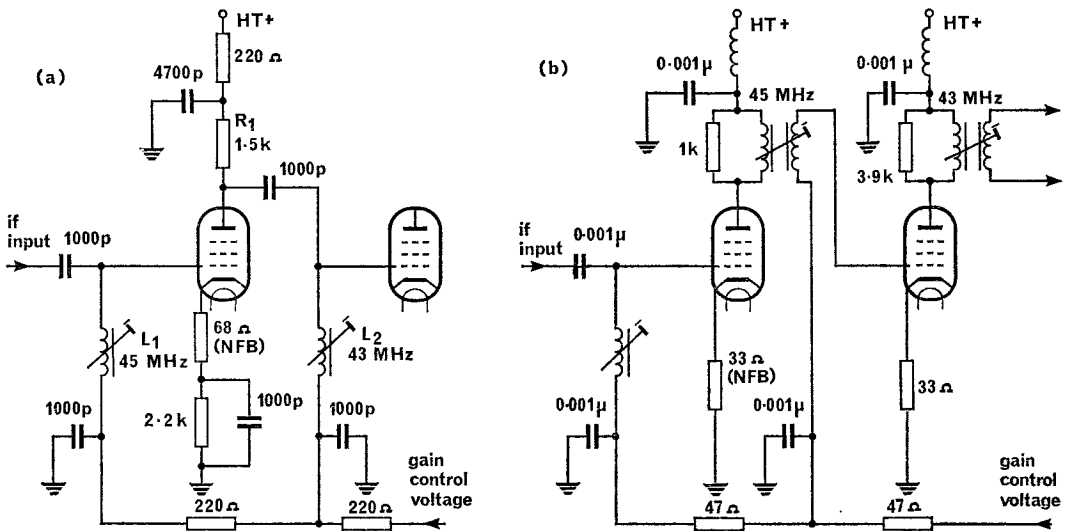 (a)
HT+
220 Ω
4700p
R1
1·5k
1000p
if
input
1000p
L1
45 MHz
68 Ω
(NFB)
L2
43 MHz
1000p
2·2k
1000p
1000p
220 Ω
220 Ω
gain
control
voltage
(b)
HT+
0·001μ
45 MHz
1k
HT+
0·001μ
43 MHz
3·9k
if
input
0·001μ
33 Ω
(NFB)
0·001μ
0·001μ
33 Ω
47 Ω
47 Ω
gain
control
voltage